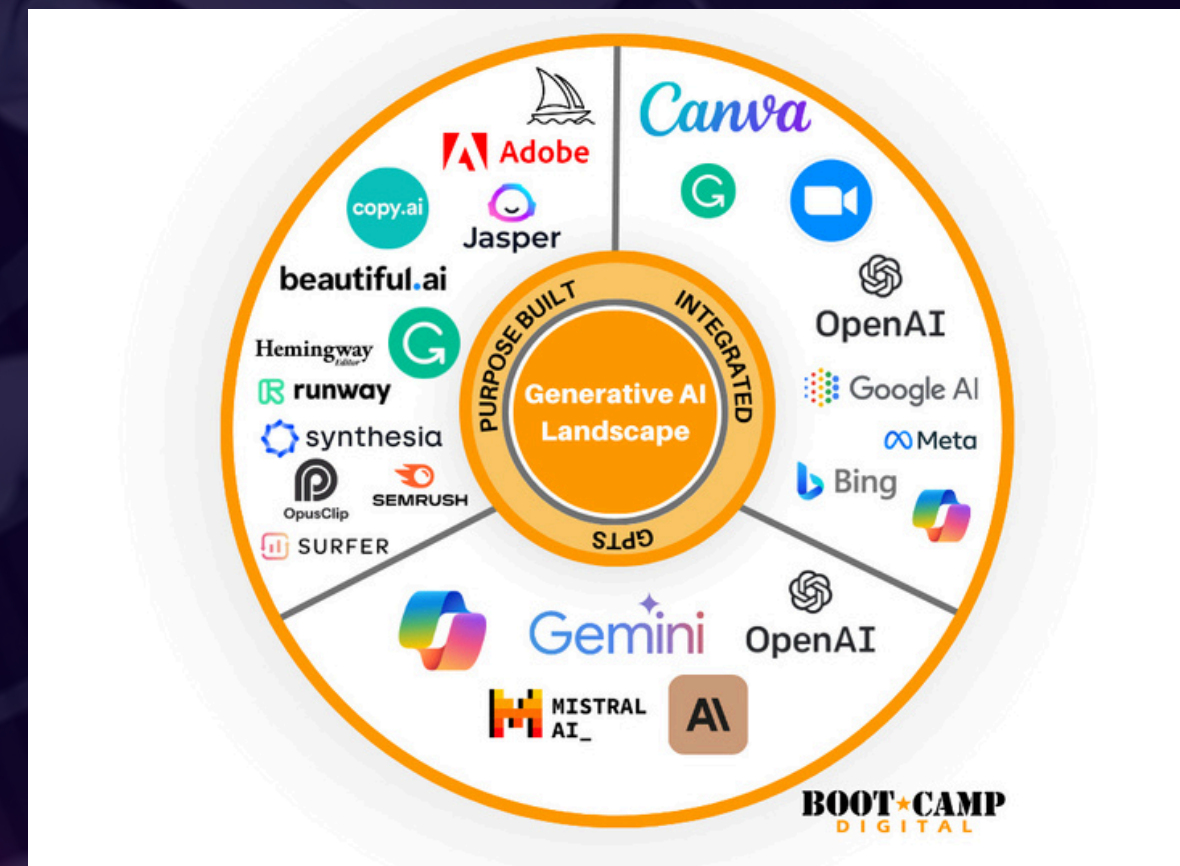 Canva
Adobe
copy.ai
Jasper
beautiful.ai
OpenAI
Hemingway
Editor
Google AI
runway
synthesia
Meta
OpusClip
SEMRUSH
Bing
SURFER
PURPOSE BUILT
INTEGRATED
GPTS
Generative AI
Landscape
Gemini
OpenAI
MISTRAL
AI_
A\
BOOT★CAMP
DIGITAL